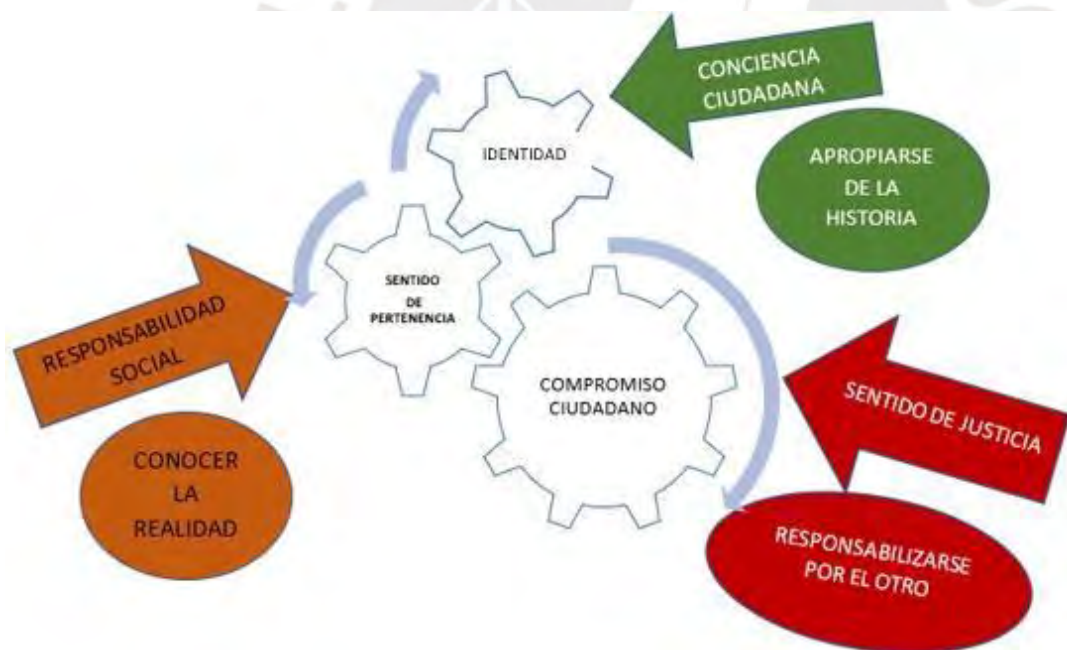 CONCIENCIA
CIUDADANA
IDENTIDAD
APROPIARSE
DE LA
HISTORIA
SENTIDO
DE
PERTENENCIA
RESPONSABILIDAD
SOCIAL
COMPROMISO
CIUDADANO
SENTIDO DE JUSTICIA
CONOCER
LA
REALIDAD
RESPONSABILIZARSE
POR EL OTRO